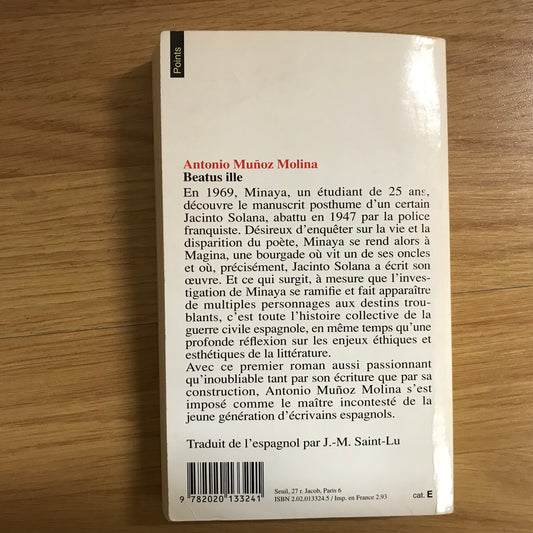 Points
Antonio Muñoz Molina
Beatus ille
En 1969, Minaya, un étudiant de 25 ans,
découvre le manuscrit posthume d'un certain
Jacinto Solana, abattu en 1947 par la police
franquiste. Désireux d'enquêter sur la vie et la
disparition du poète, Minaya se rend alors à
Magina, une bourgade où vit un de ses oncles
et où, précisément, Jacinto Solana a écrit son
œuvre. Et ce qui surgit, à mesure que l'inves-
tigation de Minaya se ramifie et fait apparaître
de multiples personnages aux destins trou-
blants, c'est toute l'histoire collective de la
guerre civile espagnole, en même temps qu'une
profonde réflexion sur les enjeux éthiques et
esthétiques de la littérature.
Avec ce premier roman aussi passionnant
qu'inoubliable tant par son écriture que par sa
construction, Antonio Muñoz Molina s'est
imposé comme le maître incontesté de la
jeune génération d'écrivains espagnols.
Traduit de l'espagnol par J.-M. Saint-Lu
9 782020 133241
Seuil, 27 r. Jacob, Paris 6
ISBN 2.02.013324.5 / Imp. en France 2.93
cat. E